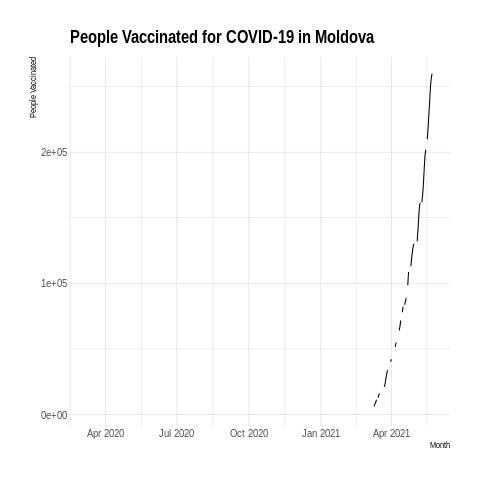 People Vaccinated for COVID-19 in Moldova
People Vaccinated
2e+05
1e+05
0e+00
Apr 2020 Jul 2020 Oct 2020 Jan 2021 Apr 2021
Month